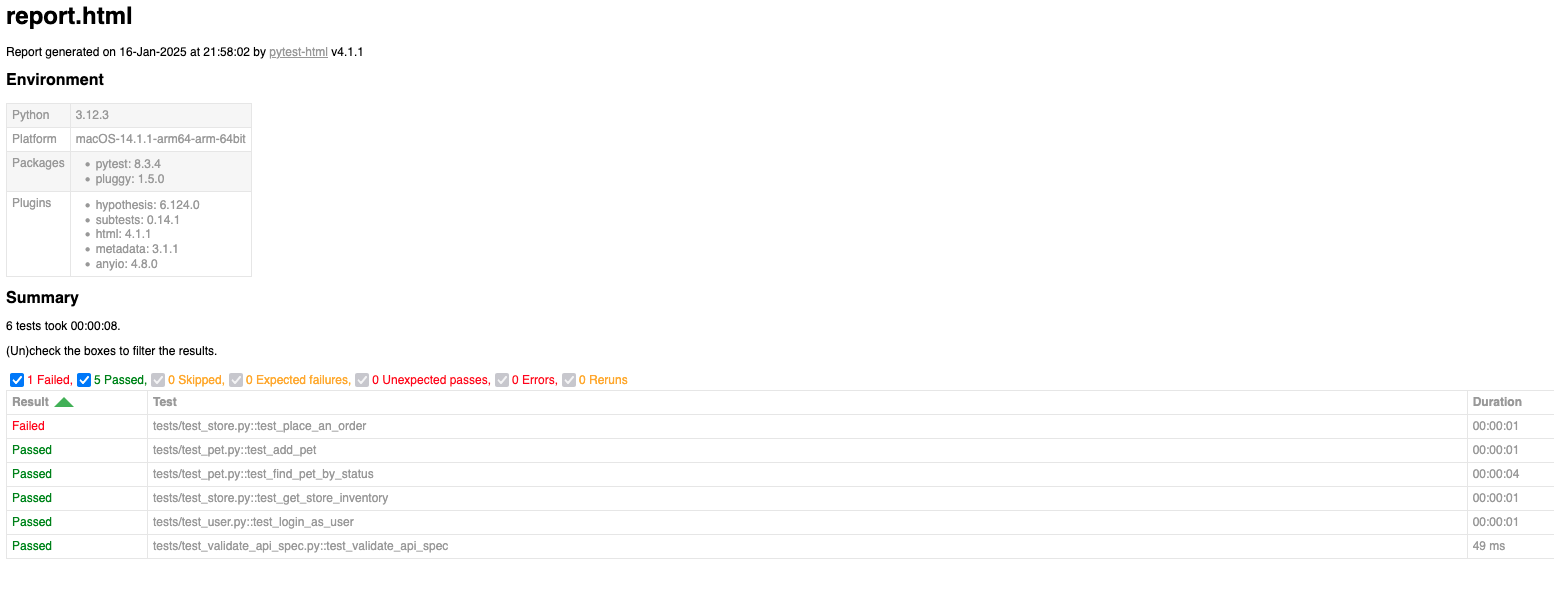 report.html
Report generated on 16-Jan-2025 at 21:58:02 by pytest-html v4.1.1
Environment
Python 3.12.3
Platform macOS-14.1.1-arm64-arm-64bit
Packages
• pytest: 8.3.4
• pluggy: 1.5.0
Plugins
• hypothesis: 6.124.0
• subtests: 0.14.1
• html: 4.1.1
• metadata: 3.1.1
• anyio: 4.8.0
Summary
6 tests took 00:00:08.
(Un)check the boxes to filter the results.
1 Failed, 5 Passed, 0 Skipped, 0 Expected failures, 0 Unexpected passes, 0 Errors, 0 Reruns
Result Test Duration
Failed tests/test_store.py::test_place_an_order 00:00:01
Passed tests/test_pet.py::test_add_pet 00:00:01
Passed tests/test_pet.py::test_find_pet_by_status 00:00:04
Passed tests/test_store.py::test_get_store_inventory 00:00:01
Passed tests/test_user.py::test_login_as_user 00:00:01
Passed tests/test_validate_api_spec.py::test_validate_api_spec 49 ms